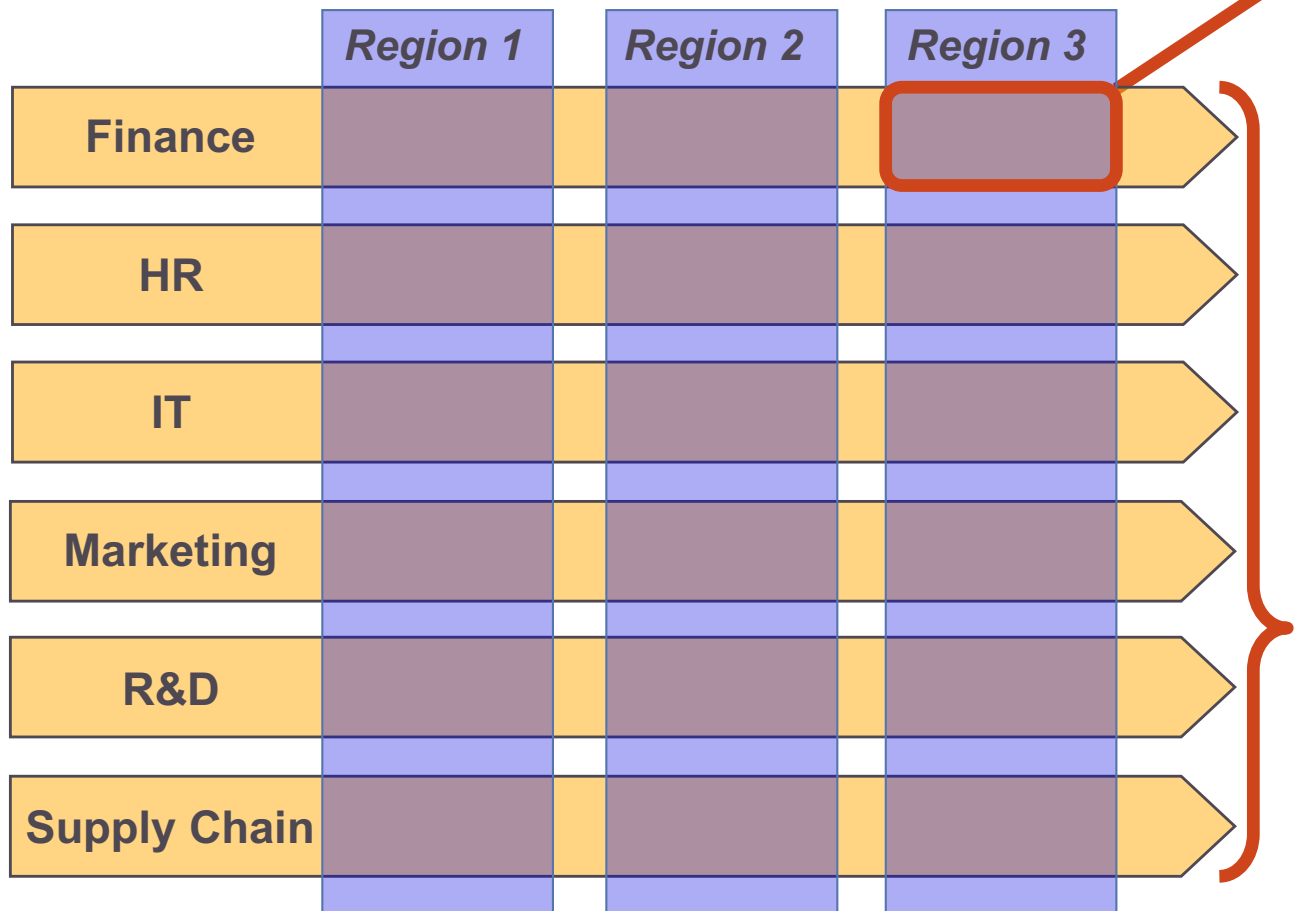 Region 1
Region 2
Region 3
Finance
HR
IT
Marketing
R&D
Supply Chain